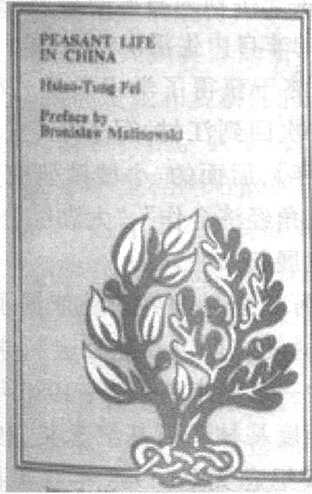 PEASANT LIFE
IN CHINA
Hsiao-Tung Fei
Preface by
Bronislaw Malinowski